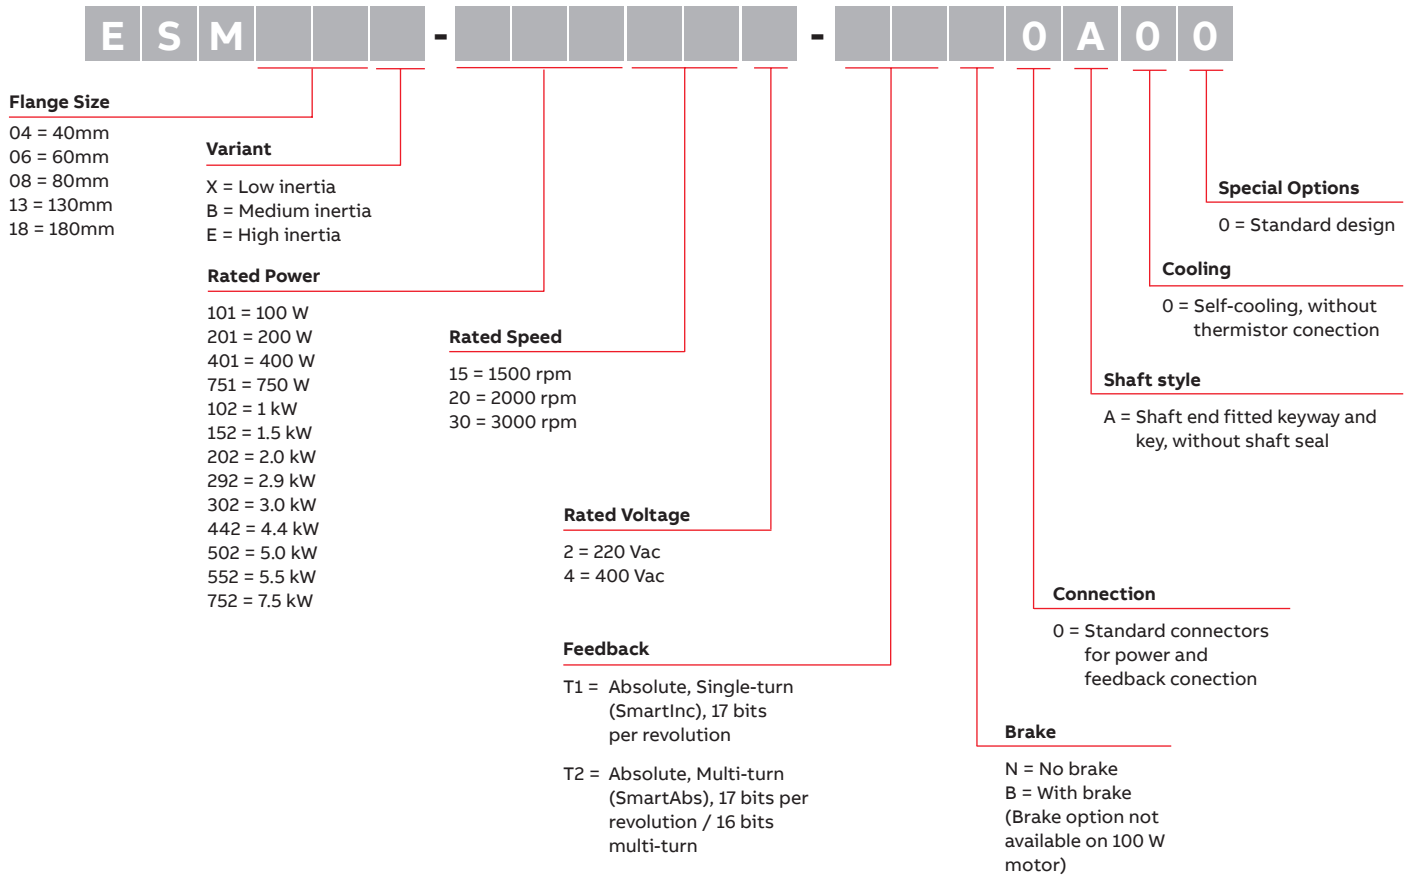 E S M - - 0 A 0 0
Flange Size
04 = 40mm
06 = 60mm
08 = 80mm
13 = 130mm
18 = 180mm
Variant
X = Low inertia
B = Medium inertia
E = High inertia
Rated Power
101 = 100 W
201 = 200 W
401 = 400 W
751 = 750 W
102 = 1 kW
152 = 1.5 kW
202 = 2.0 kW
292 = 2.9 kW
302 = 3.0 kW
442 = 4.4 kW
502 = 5.0 kW
552 = 5.5 kW
752 = 7.5 kW
Rated Speed
15 = 1500 rpm
20 = 2000 rpm
30 = 3000 rpm
Rated Voltage
2 = 220 Vac
4 = 400 Vac
Feedback
T1 = Absolute, Single-turn
(SmartInc), 17 bits
per revolution
T2 = Absolute, Multi-turn
(SmartAbs), 17 bits per
revolution / 16 bits
multi-turn
Brake
N = No brake
B = With brake
(Brake option not
available on 100 W
motor)
Connection
0 = Standard connectors
for power and
feedback conection
Shaft style
A = Shaft end fitted keyway and
key, without shaft seal
Cooling
0 = Self-cooling, without
thermistor conection
Special Options
0 = Standard design